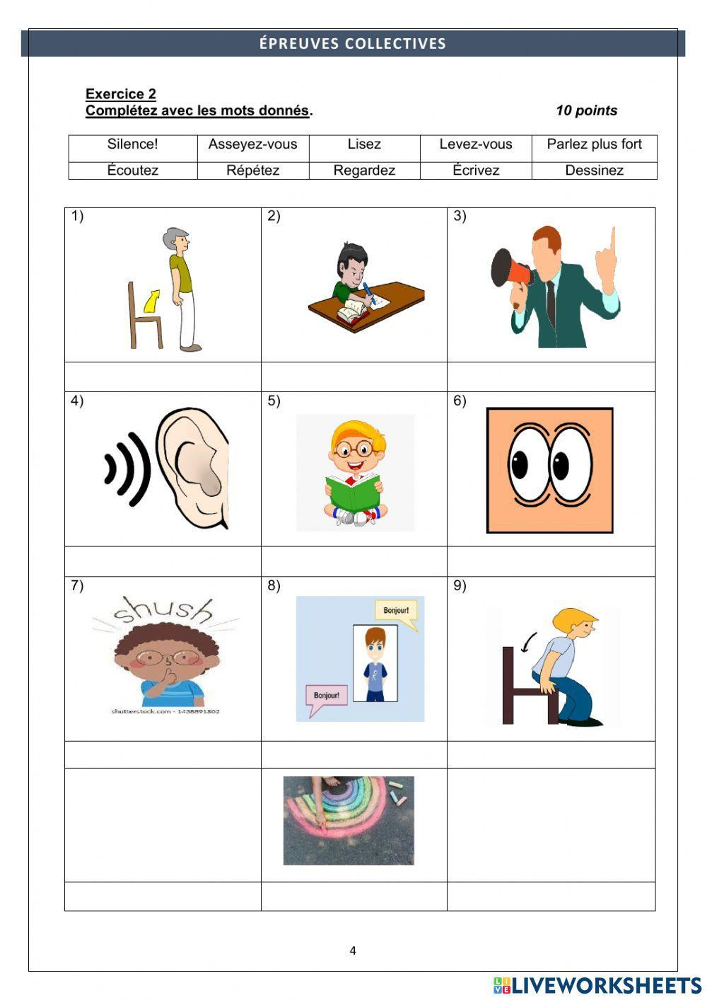 ÉPREUVES COLLECTIVES
Exercice 2
Complétez avec les mots donnés.
10 points
Silence!
Asseyez-vous
Lisez
Levez-vous
Parlez plus fort
Écoutez
Répétez
Regardez
Écrivez
Dessinez
1)
2)
3)
4)
5)
6)
7)
8)
9)
shush
shutterstock.com · 1438891802
Bonjour!
R
Bonjour!
4
LIVE
LIVEWORKSHEETS